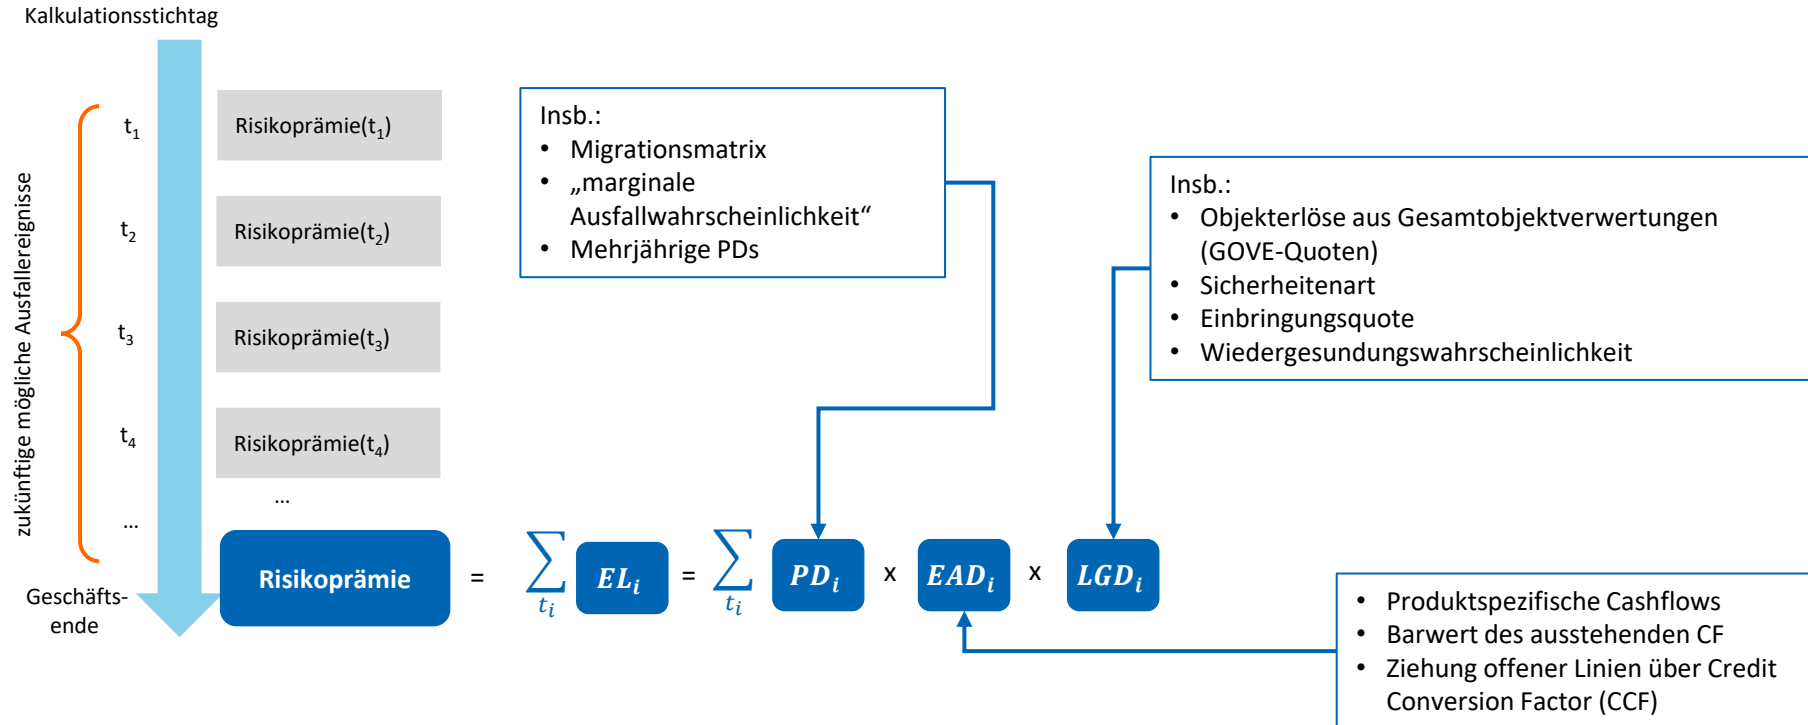 Kalkulationsstichtag
zukünftige mögliche Ausfallereignisse
t1
Risikoprämie(t1)
t2
Risikoprämie(t2)
t3
Risikoprämie(t3)
t4
Risikoprämie(t4)
...
...
Geschäfts-
ende
Insb.:
• Migrationsmatrix
• „marginale
Ausfallwahrscheinlichkeit“
• Mehrjährige PDs
Insb.:
• Objekterlöse aus Gesamtobjektverwertungen
(GOVE-Quoten)
• Sicherheitenart
• Einbringungsquote
• Wiedergesundungswahrscheinlichkeit
Risikoprämie = ∑ti ELi = ∑ti PDi x EADi x LGDi
• Produktspezifische Cashflows
• Barwert des ausstehenden CF
• Ziehung offener Linien über Credit
Conversion Factor (CCF)